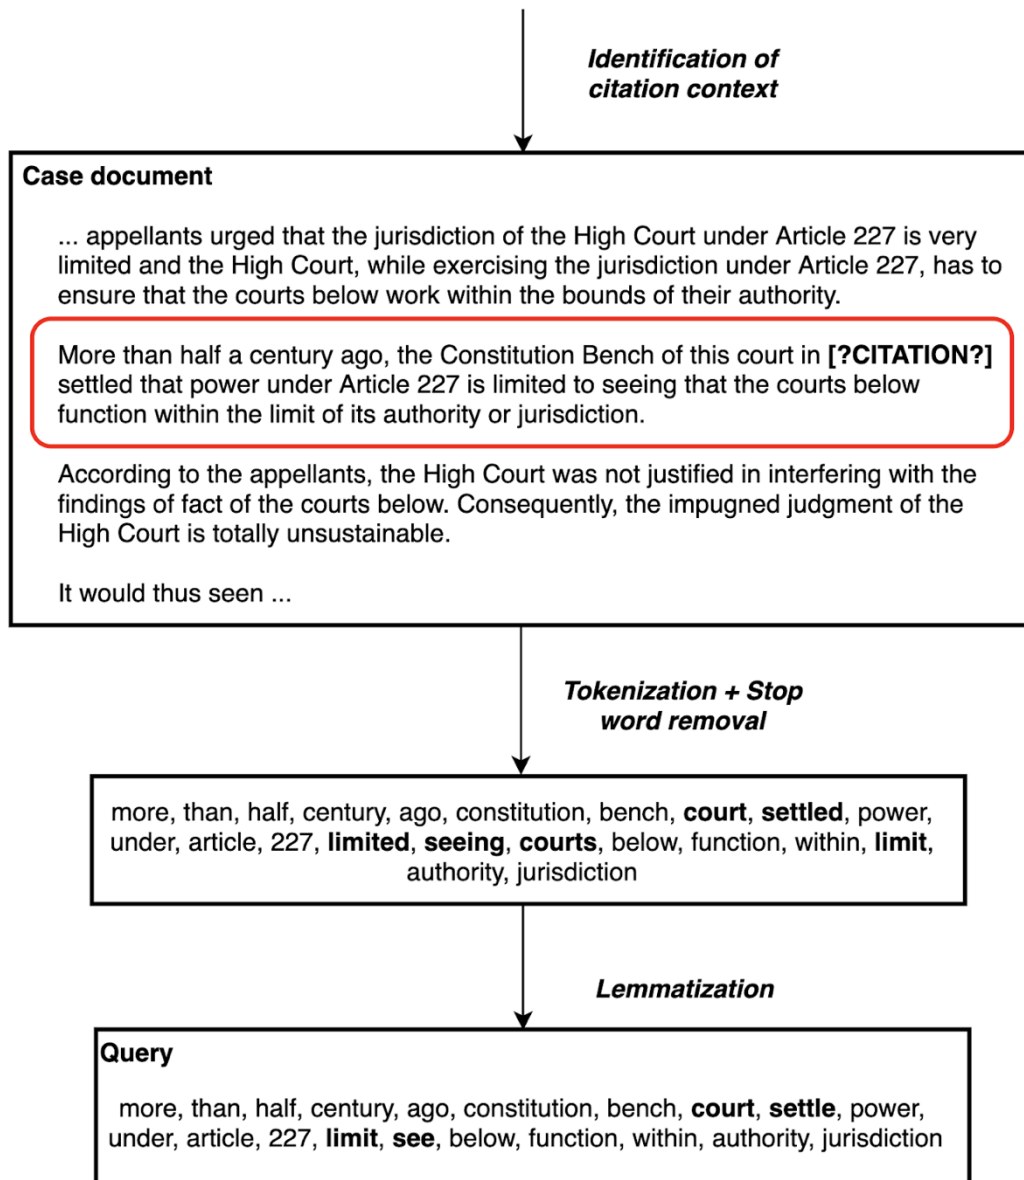 Identification of
citation context
Case document
... appellants urged that the jurisdiction of the High Court under Article 227 is very
limited and the High Court, while exercising the jurisdiction under Article 227, has to
ensure that the courts below work within the bounds of their authority.
More than half a century ago, the Constitution Bench of this court in [?CITATION?]
settled that power under Article 227 is limited to seeing that the courts below
function within the limit of its authority or jurisdiction.
According to the appellants, the High Court was not justified in interfering with the
findings of fact of the courts below. Consequently, the impugned judgment of the
High Court is totally unsustainable.
It would thus seen ...
Tokenization + Stop
word removal
more, than, half, century, ago, constitution, bench, court, settled, power,
under, article, 227, limited, seeing, courts, below, function, within, limit,
authority, jurisdiction
Lemmatization
Query
more, than, half, century, ago, constitution, bench, court, settle, power,
under, article, 227, limit, see, below, function, within, authority, jurisdiction